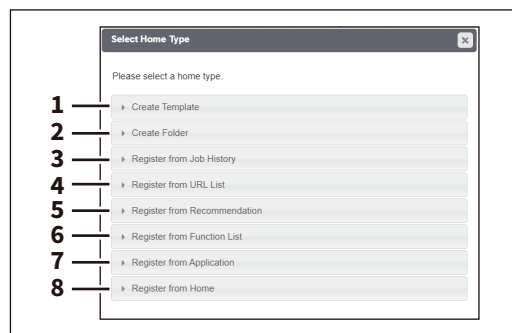 Select Home Type
Please select a home type.
1 Create Template
2 Create Folder
3 Register from Job History
4 Register from URL List
5 Register from Recommendation
6 Register from Function List
7 Register from Application
8 Register from Home